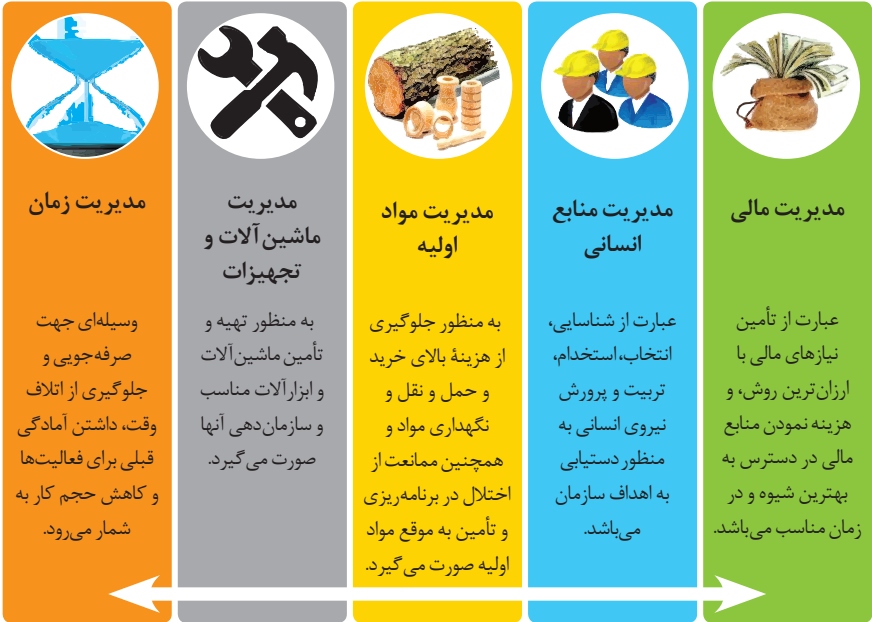 مدیریت مالی
عبارت از تأمین
نیازهای مالی با
ارزان‌ترین روش، و
هزینه نمودن منابع
مالی در دسترس به
بهترین شیوه و در
زمان مناسب می‌باشد.
مدیریت منابع
انسانی
عبارت از شناسایی،
انتخاب، استخدام،
تربیت و پرورش
نیروی انسانی به
منظور دستیابی
به اهداف سازمان
می‌باشد.
مدیریت مواد
اولیه
به منظور جلوگیری
از هزینهٔ بالای خرید
و حمل و نقل و
نگهداری مواد و
همچنین ممانعت از
اختلال در برنامه‌ریزی
و تأمین به موقع مواد
اولیه صورت می‌گیرد.
مدیریت
ماشین‌آلات و
تجهیزات
به منظور تهیه و
تأمین ماشین‌آلات
و ابزارآلات مناسب
و سازمان‌دهی آنها
صورت می‌گیرد.
مدیریت زمان
وسیله‌ای جهت
صرفه‌جویی و
جلوگیری از اتلاف
وقت، داشتن آمادگی
قبلی برای فعالیت‌ها
و کاهش حجم کار به
شمار می‌رود.